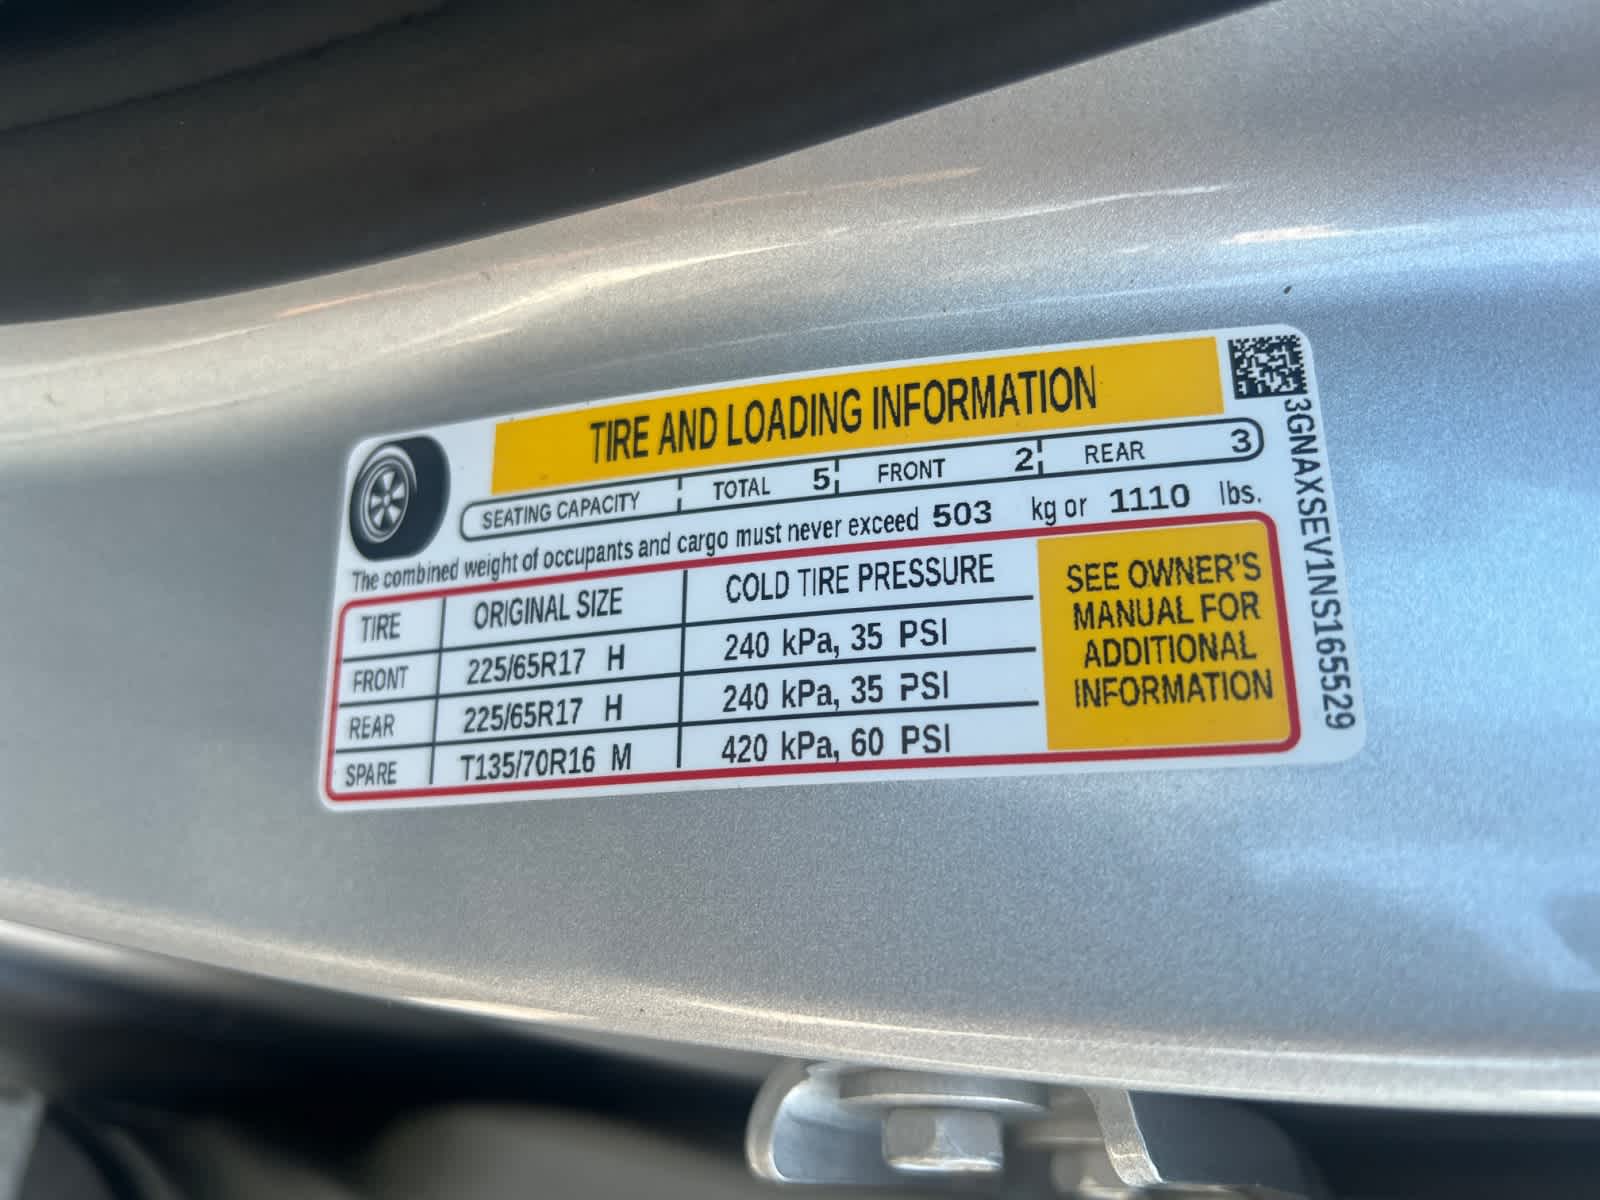 TIRE AND LOADING INFORMATION
SEATING CAPACITY TOTAL 5 FRONT 2 REAR 3
The combined weight of occupants and cargo must never exceed 503 kg or 1110 lbs.
TIRE ORIGINAL SIZE COLD TIRE PRESSURE
FRONT 225/65R17 H 240 kPa, 35 PSI
REAR 225/65R17 H 240 kPa, 35 PSI
SPARE T135/70R16 M 420 kPa, 60 PSI
SEE OWNER'S
MANUAL FOR
ADDITIONAL
INFORMATION
3GNAXSEV1NS165529